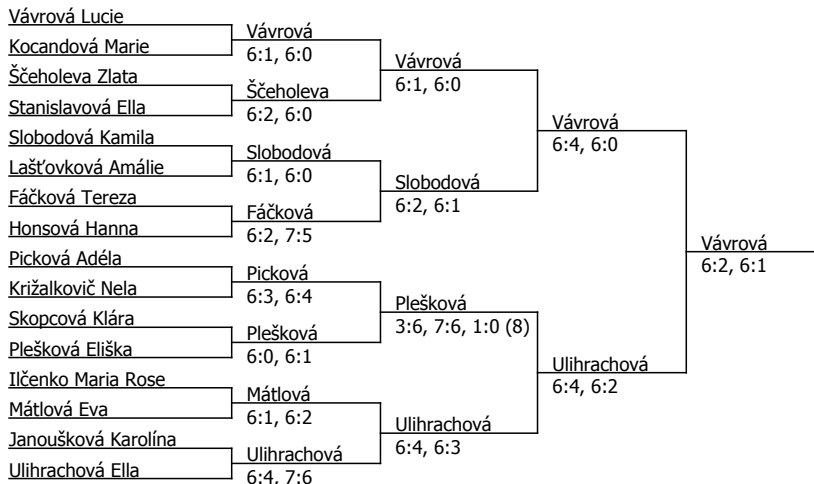 Vávrová Lucie
Kocandová Marie
Ščeholeva Zlata
Stanislavová Ella
Slobodová Kamila
Lašťovková Amálie
Fáčková Tereza
Honsová Hanna
Picková Adéla
Križalkovič Nela
Skopcová Klára
Plešková Eliška
Ilčenko Maria Rose
Mátlová Eva
Janoušková Karolína
Ulihrachová Ella
Vávrová
6:1, 6:0
Ščeholeva
6:2, 6:0
Slobodová
6:1, 6:0
Fáčková
6:2, 7:5
Picková
6:3, 6:4
Plešková
6:0, 6:1
Mátlová
6:1, 6:2
Ulihrachová
6:4, 7:6
Vávrová
6:1, 6:0
Slobodová
6:2, 6:1
Plešková
3:6, 7:6, 1:0 (8)
Ulihrachová
6:4, 6:3
Vávrová
6:4, 6:0
Ulihrachová
6:4, 6:2
Vávrová
6:2, 6:1